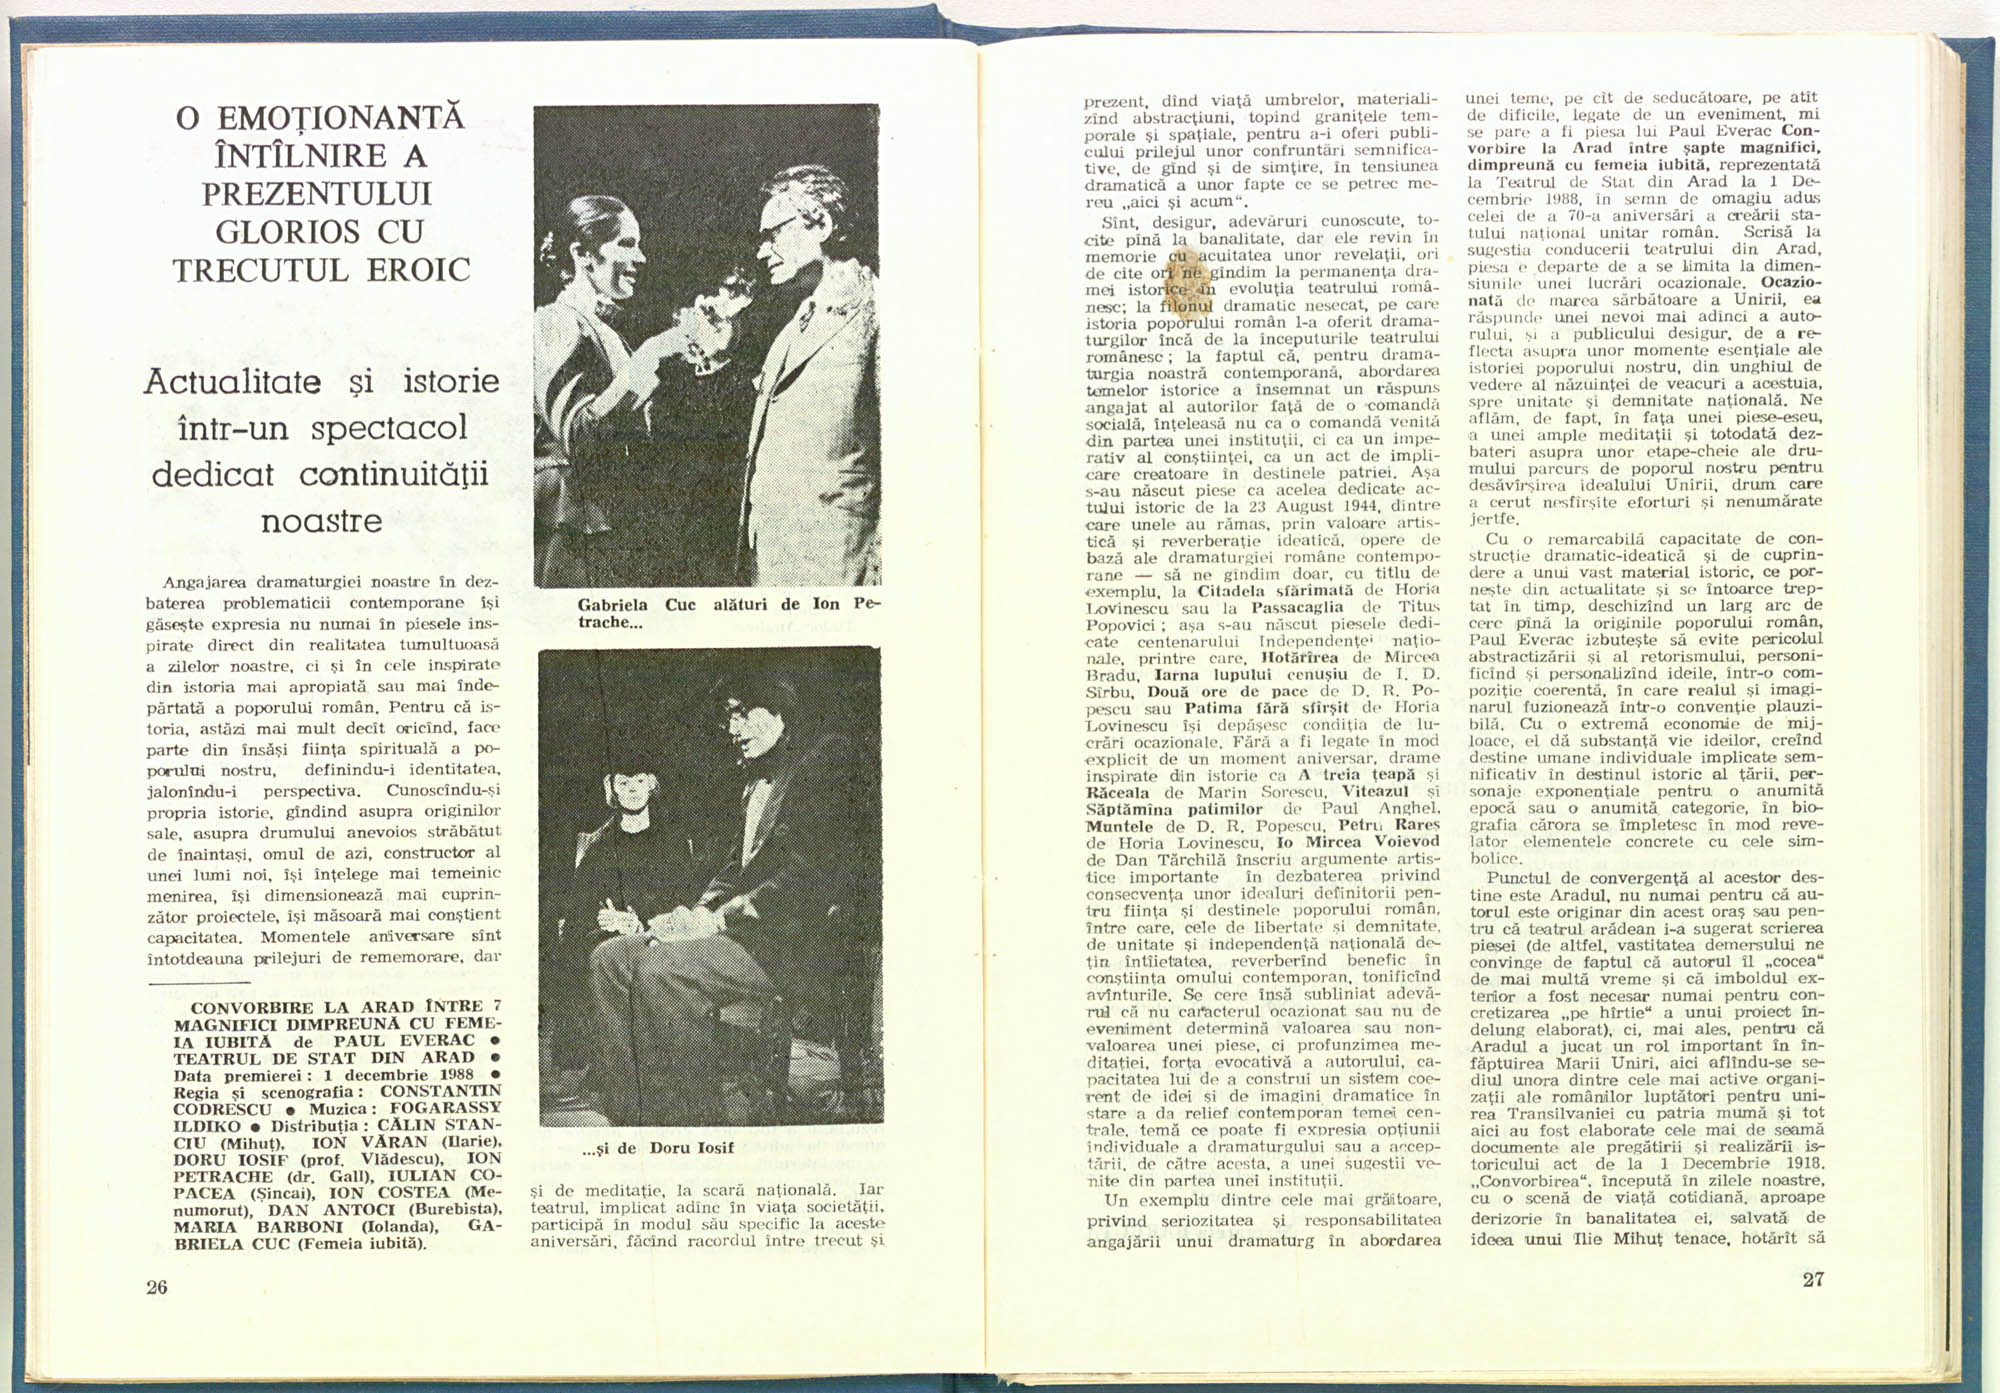 O EMOȚIONANTĂ
ÎNTÎLNIRE A
PREZENTULUI
GLORIOS CU
TRECUTUL EROIC
Actualitate și istorie
într-un spectacol
dedicat continuității
noastre
Angajarea dramaturgiei noastre în dez-
baterea problematicii contemporane își
găsește expresia nu numai în piesele ins-
pirate direct din realitatea tumultuoasă
a zilelor noastre, ci și în cele inspirate
din istoria mai apropiată sau mai înde-
părtată a poporului român. Pentru că is-
toria, astăzi mai mult decît oricînd, face
parte din însăși ființa spirituală a po-
porului nostru, definindu-i identitatea,
jalonîndu-i perspectiva. Cunoscîndu-și
propria istorie, gîndind asupra originilor
sale, asupra drumului anevoios străbătut
de înaintași, omul de azi, constructor al
unei lumi noi, își înțelege mai temeinic
menirea, își dimensionează mai cuprin-
zător proiectele, își măsoară mai conștient
capacitatea. Momentele aniversare sînt
întotdeauna prilejuri de rememorare, dar
CONVORBIRE LA ARAD ÎNTRE 7
MAGNIFICI DIMPREUNĂ CU FEME-
IA IUBITĂ de PAUL EVERAC ●
TEATRUL DE STAT DIN ARAD ●
Data premierei : 1 decembrie 1988 ●
Regia și scenografia : CONSTANTIN
CODRESCU ● Muzica : FOGARASSY
ILDIKO ● Distribuția : CĂLIN STAN-
CIU (Mihuț), ION VĂRAN (Ilarie),
DORU IOSIF (prof. Vlădescu), ION
PETRACHE (dr. Gall), IULIAN CO-
PACEA (Șincai), ION COSTEA (Me-
numorut), DAN ANTOCI (Burebista),
MARIA BARBONI (Iolanda), GA-
BRIELA CUC (Femeia iubită).
26
Gabriela Cuc alături de Ion Pe-
trache...
...și de Doru Iosif
și de meditație, la scară națională. Iar
teatrul, implicat adînc în viața societății,
participă în modul său specific la aceste
aniversări, făcînd racordul între trecut și
prezent, dînd viață umbrelor, materiali-
zînd abstracțiuni, topind granițele tem-
porale și spațiale, pentru a-i oferi publi-
cului prilejul unor confruntări semnifica-
tive, de gînd și de simțire, în tensiunea
dramatică a unor fapte ce se petrec me-
reu „aici și acum“.
Sînt, desigur, adevăruri cunoscute, to-
cite pînă la banalitate, dar ele revin în
memorie cu acuitatea unor revelații, ori
de cite ori ne gîndim la permanența dra-
mei istorice în evoluția teatrului româ-
nesc; la filonul dramatic nesecat, pe care
istoria poporului român l-a oferit drama-
turgilor încă de la începuturile teatrului
românesc ; la faptul că, pentru drama-
turgia noastră contemporană, abordarea
temelor istorice a însemnat un răspuns
angajat al autorilor față de o comandă
socială, înțeleasă nu ca o comandă venită
din partea unei instituții, ci ca un impe-
rativ al conștiinței, ca un act de impli-
care creatoare în destinele patriei. Așa
s-au născut piese ca acelea dedicate ac-
tului istoric de la 23 August 1944, dintre
care unele au rămas, prin valoare artis-
tică și reverberație ideatică, opere de
bază ale dramaturgiei române contempo-
rane — să ne gîndim doar, cu titlu de
exemplu, la Citadela sfărimată de Horia
Lovinescu sau la Passacaglia de Titus
Popovici ; așa s-au născut piesele dedi-
cate centenarului Independenței națio-
nale, printre care, Hotărîrea de Mircea
Bradu, Iarna lupului cenușiu de I. D.
Sîrbu, Două ore de pace de D. R. Po-
pescu sau Patima fără sfîrșit de Horia
Lovinescu își depășesc condiția de lu-
crări ocazionale. Fără a fi legate în mod
explicit de un moment aniversar, drame
inspirate din istorie ca A treia țeapă și
Răceala de Marin Sorescu, Viteazul și
Săptămîna patimilor de Paul Anghel,
Muntele de D. R. Popescu, Petru Rareș
de Horia Lovinescu, Io Mircea Voievod
de Dan Tărchilă înscriu argumente artis-
tice importante în dezbaterea privind
consecvența unor idealuri definitorii pen-
tru ființa și destinele poporului român,
între care, cele de libertate și demnitate,
de unitate și independență națională de-
țin întîietatea, reverberînd benefic în
conștiința omului contemporan, tonificînd
avînturile. Se cere însă subliniat adevă-
rul că nu caracterul ocazionat sau nu de
eveniment determină valoarea sau non-
valoarea unei piese, ci profunzimea me-
ditației, forța evocativă a autorului, ca-
pacitatea lui de a construi un sistem coe-
rent de idei și de imagini dramatice în
stare a da relief contemporan temei cen-
trale, temă ce poate fi expresia opțiunii
individuale a dramaturgului sau a accep-
tării, de către acesta, a unei sugestii ve-
nite din partea unei instituții.
Un exemplu dintre cele mai grăitoare,
privind seriozitatea și responsabilitatea
angajării unui dramaturg în abordarea
unei teme, pe cît de seducătoare, pe atît
de dificile, legate de un eveniment, mi
se pare a fi piesa lui Paul Everac Con-
vorbire la Arad între șapte magnifici,
dimpreună cu femeia iubită, reprezentată
la Teatrul de Stat din Arad la 1 De-
cembrie 1988, în semn de omagiu adus
celei de a 70-a aniversări a creării sta-
tului național unitar român. Scrisă la
sugestia conducerii teatrului din Arad,
piesa e departe de a se limita la dimen-
siunile unei lucrări ocazionale. Ocazio-
nată de marea sărbătoare a Unirii, ea
răspunde unei nevoi mai adînci a auto-
rului, și a publicului desigur, de a re-
flecta asupra unor momente esențiale ale
istoriei poporului nostru, din unghiul de
vedere al năzuinței de veacuri a acestuia,
spre unitate și demnitate națională. Ne
aflăm, de fapt, în fața unei piese-eseu,
a unei ample meditații și totodată dez-
bateri asupra unor etape-cheie ale dru-
mului parcurs de poporul nostru pentru
desăvîrșirea idealului Unirii, drum care
a cerut nesfîrșite eforturi și nenumărate
jertfe.
Cu o remarcabilă capacitate de con-
strucție dramatic-ideatică și de cuprin-
dere a unui vast material istoric, ce por-
nește din actualitate și se întoarce trep-
tat în timp, deschizînd un larg arc de
cerc pînă la originile poporului român,
Paul Everac izbutește să evite pericolul
abstractizării și al retorismului, personi-
ficînd și personalizînd ideile, într-o com-
poziție coerentă, în care realul și imagi-
narul fuzionează într-o convenție plauzi-
bilă. Cu o extremă economie de mij-
loace, el dă substanță vie ideilor, creînd
destine umane individuale implicate sem-
nificativ în destinul istoric al țării, per-
sonaje exponențiale pentru o anumită
epocă sau o anumită categorie, în bio-
grafia cărora se împletesc în mod reve-
lator elementele concrete cu cele sim-
bolice.
Punctul de convergență al acestor des-
tine este Aradul, nu numai pentru că au-
torul este originar din acest oraș sau pen-
tru că teatrul arădean i-a sugerat scrierea
piesei (de altfel, vastitatea demersului ne
convinge de faptul că autorul îl „cocea“
de mai multă vreme și că imboldul ex-
terior a fost necesar numai pentru con-
cretizarea „pe hîrtie“ a unui proiect în-
delung elaborat), ci, mai ales, pentru că
Aradul a jucat un rol important în în-
făptuirea Marii Uniri, aici aflîndu-se se-
diul unora dintre cele mai active organi-
zații ale românilor luptători pentru uni-
rea Transilvaniei cu patria mumă și tot
aici au fost elaborate cele mai de seamă
documente ale pregătirii și realizării is-
toricului act de la 1 Decembrie 1918.
„Convorbirea“, începută în zilele noastre,
cu o scenă de viață cotidiană, aproape
derizorie în banalitatea ei, salvată de
ideea unui Ilie Mihuț tenace, hotărît să
27